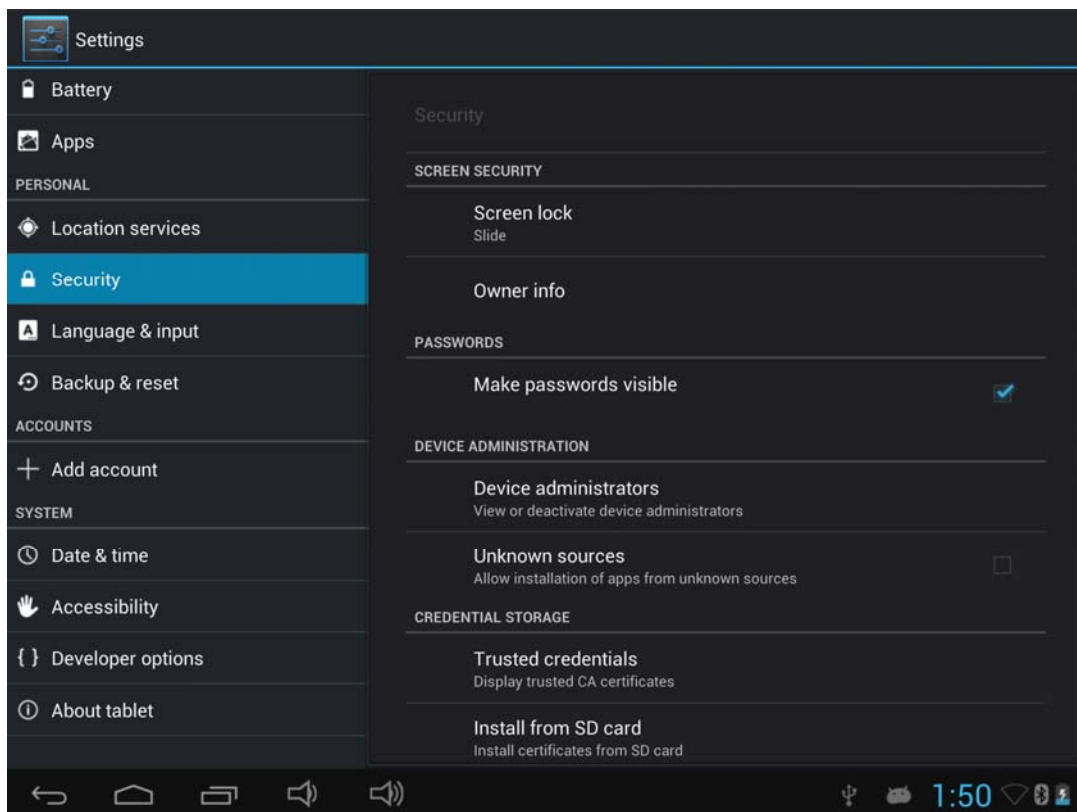 Settings
Battery
Apps
PERSONAL
Location services
Security
Language & input
Backup & reset
ACCOUNTS
Add account
SYSTEM
Date & time
Accessibility
Developer options
About tablet
Security
SCREEN SECURITY
Screen lock
Slide
Owner info
PASSWORDS
Make passwords visible
DEVICE ADMINISTRATION
Device administrators
View or deactivate device administrators
Unknown sources
Allow installation of apps from unknown sources
CREDENTIAL STORAGE
Trusted credentials
Display trusted CA certificates
Install from SD card
Install certificates from SD card
1:50